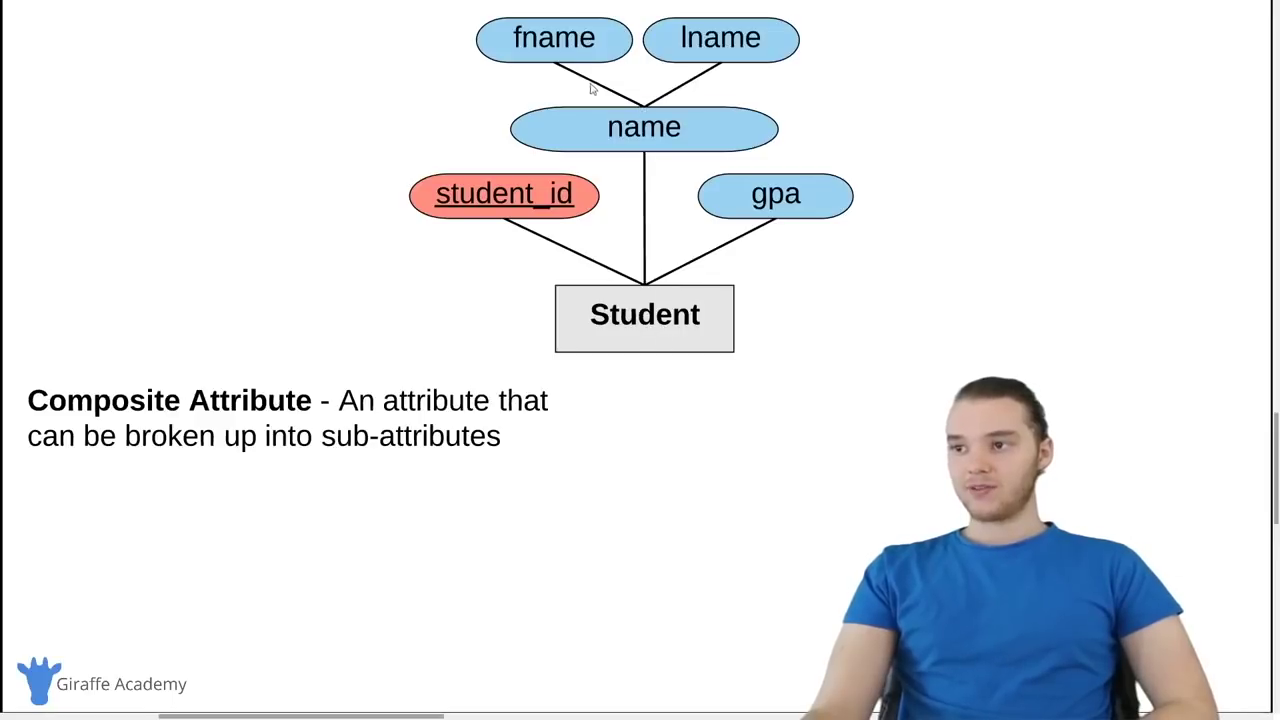 fname lname
name
student_id gpa
Student
Composite Attribute - An attribute that
can be broken up into sub-attributes
Giraffe Academy